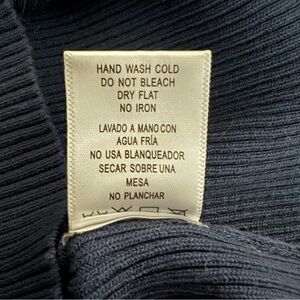 HAND WASH COLD
DO NOT BLEACH
DRY FLAT
NO IRON
LAVADO A MANO CON
AGUA FRÍA
NO USA BLANQUEADOR
SECAR SOBRE UNA
MESA
NO PLANCHAR